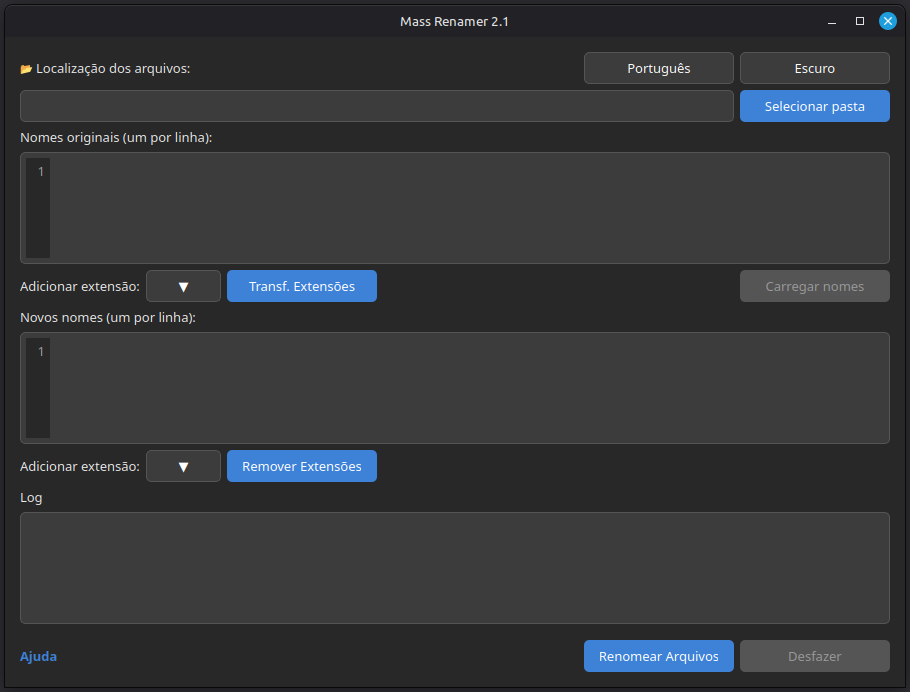 Mass Renamer 2.1
Localização dos arquivos:
Português
Escuro
Selecionar pasta
Nomes originais (um por linha):
1
Adicionar extensão:
▼
Transf. Extensões
Carregar nomes
Novos nomes (um por linha):
1
Adicionar extensão:
▼
Remover Extensões
Log
Ajuda
Renomear Arquivos
Desfazer